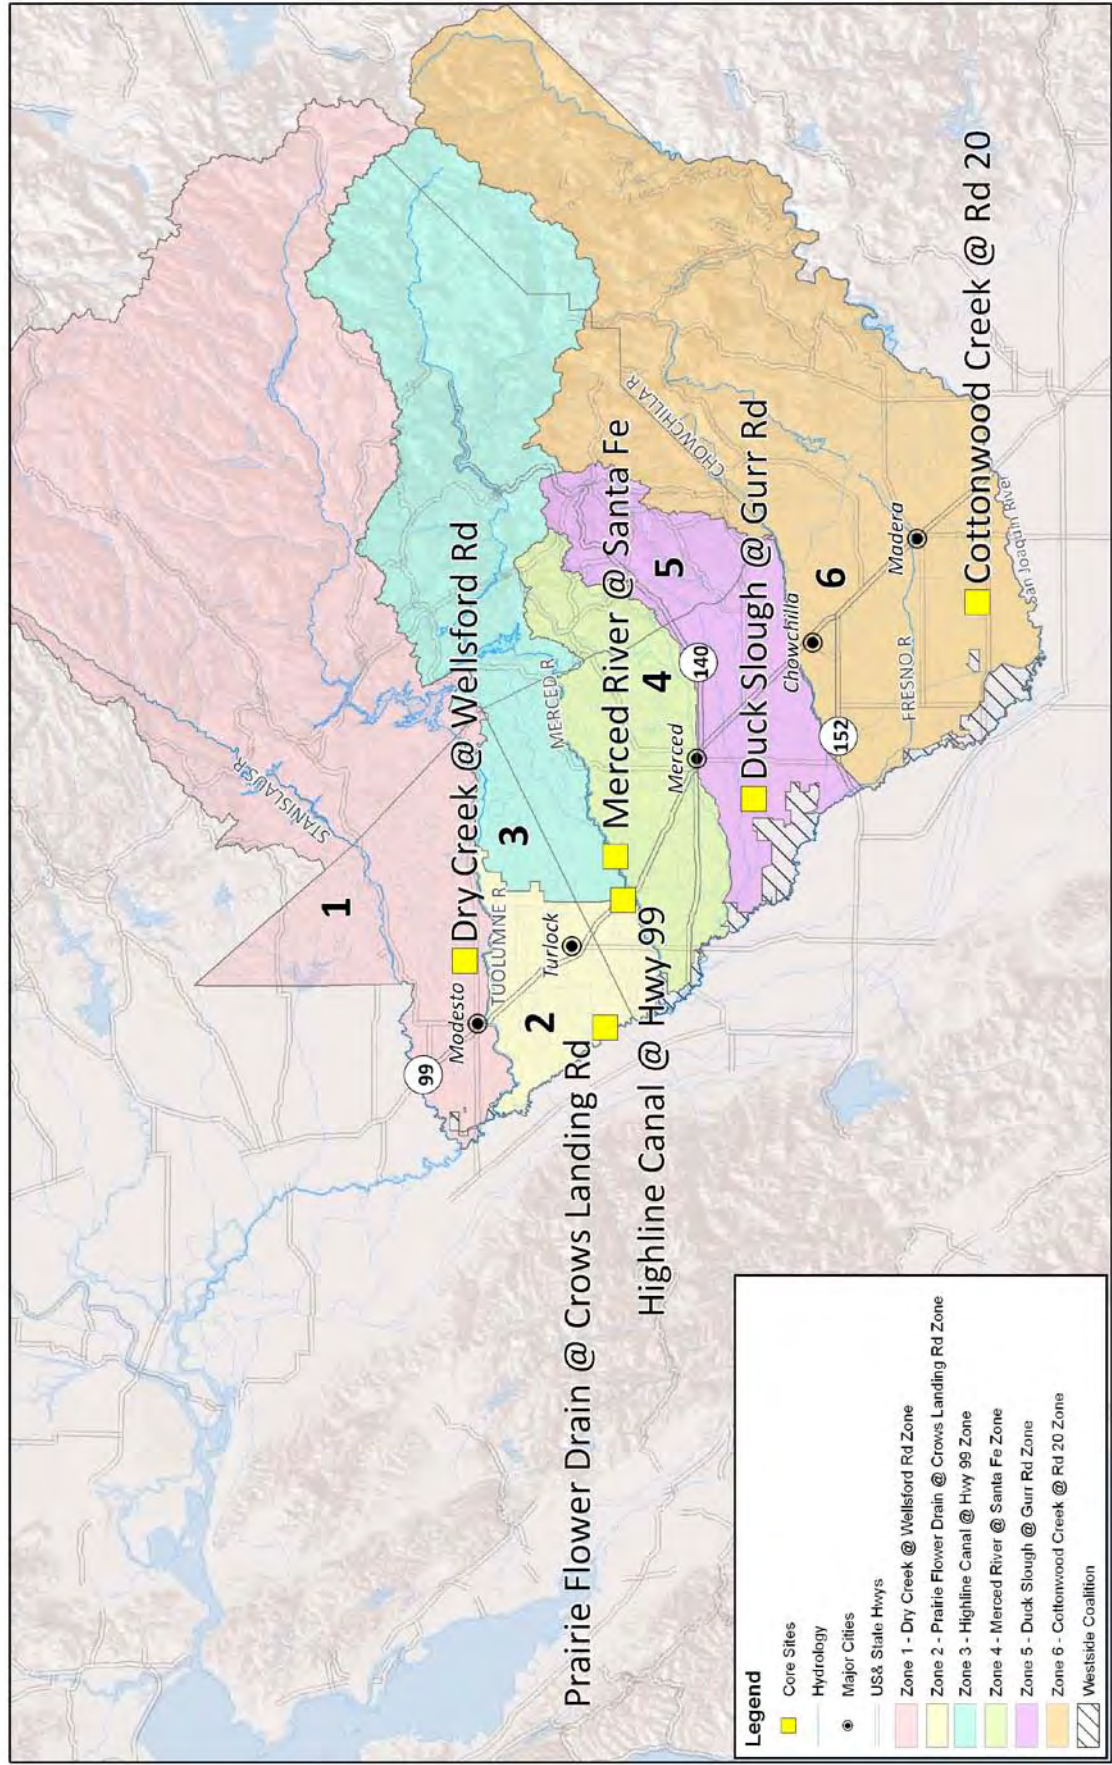 1
STANISLAUS R
Dry Creek @ Wellsford Rd
99
Modesto
TUOLUMNE R
3
MERCED R
Merced River @ Santa Fe
2
Turlock
Prairie Flower Drain @ Crows Landing Rd
Highline Canal @ Hwy 99
4
5
140
Merced
CHOWCHILLA R
Duck Slough @ Gurr Rd
Chowchilla
6
152
Madera
FRESNO R
Cottonwood Creek @ Rd 20
San Joaquin River
Legend
Core Sites
Hydrology
Major Cities
US& State Hwys
Zone 1 - Dry Creek @ Wellsford Rd Zone
Zone 2 - Prairie Flower Drain @ Crows Landing Rd Zone
Zone 3 - Highline Canal @ Hwy 99 Zone
Zone 4 - Merced River @ Santa Fe Zone
Zone 5 - Duck Slough @ Gurr Rd Zone
Zone 6 - Cottonwood Creek @ Rd 20 Zone
Westside Coalition